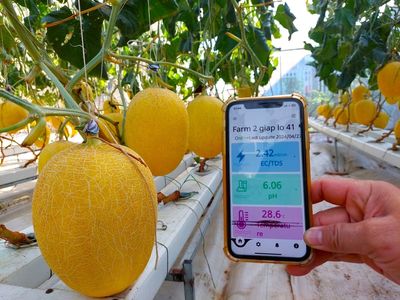 Farm 2 giap lo 41
2.42
EC/TDS
6.06
pH
28.6
Temperatu
re